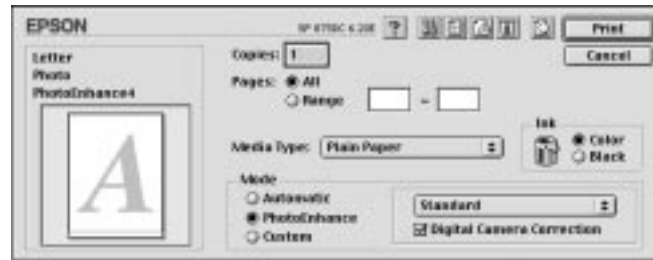 EPSON
?
Print
Letter
Photo
PhotoEnhance4
Copies: 1
Cancel
Pages: All
Range
-
Media Type: Plain Paper
Ink
Color
Black
A
Mode
Automatic
PhotoEnhance
Custom
Standard
Digital Camera Correction